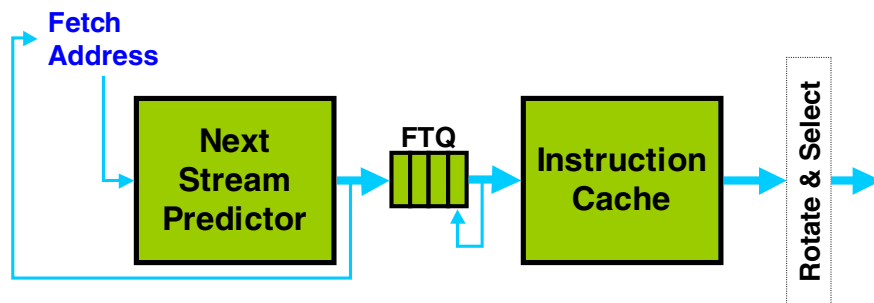 Fetch
Address
Next
Stream
Predictor
FTQ
Instruction
Cache
Rotate & Select